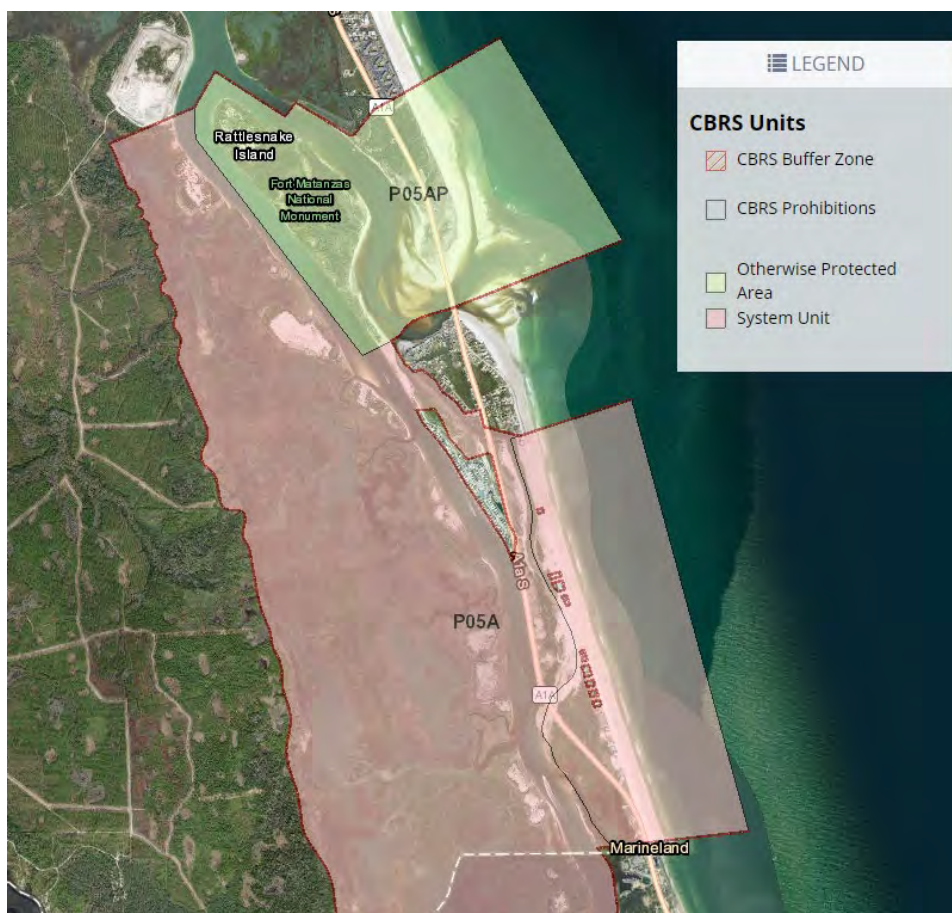 A1A
Rattlesnake
Island
Fort Matanzas
National
Monument
P05AP
A1a S
P05A
A1A
Marineland
LEGEND
CBRS Units
CBRS Buffer Zone
CBRS Prohibitions
Otherwise Protected
Area
System Unit